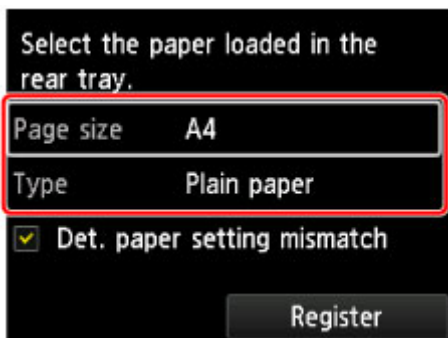 Select the paper loaded in the
rear tray.
Page size A4
Type Plain paper
Det. paper setting mismatch
Register